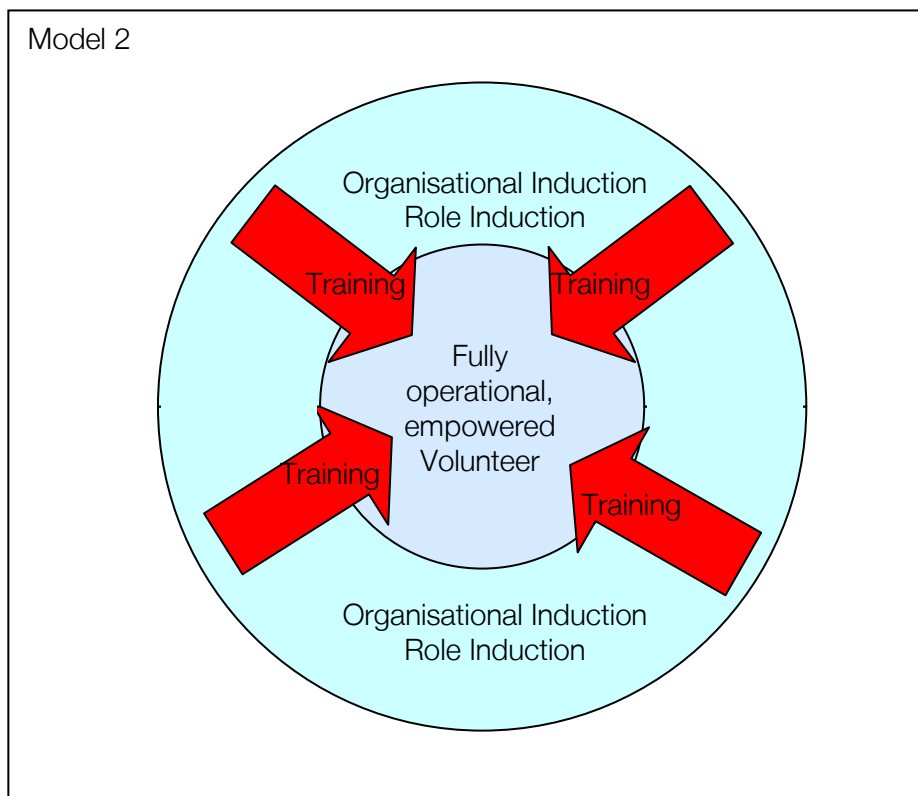 Model 2
Organisational Induction
Role Induction
Training
Training
Fully
operational,
empowered
Volunteer
Training
Training
Organisational Induction
Role Induction